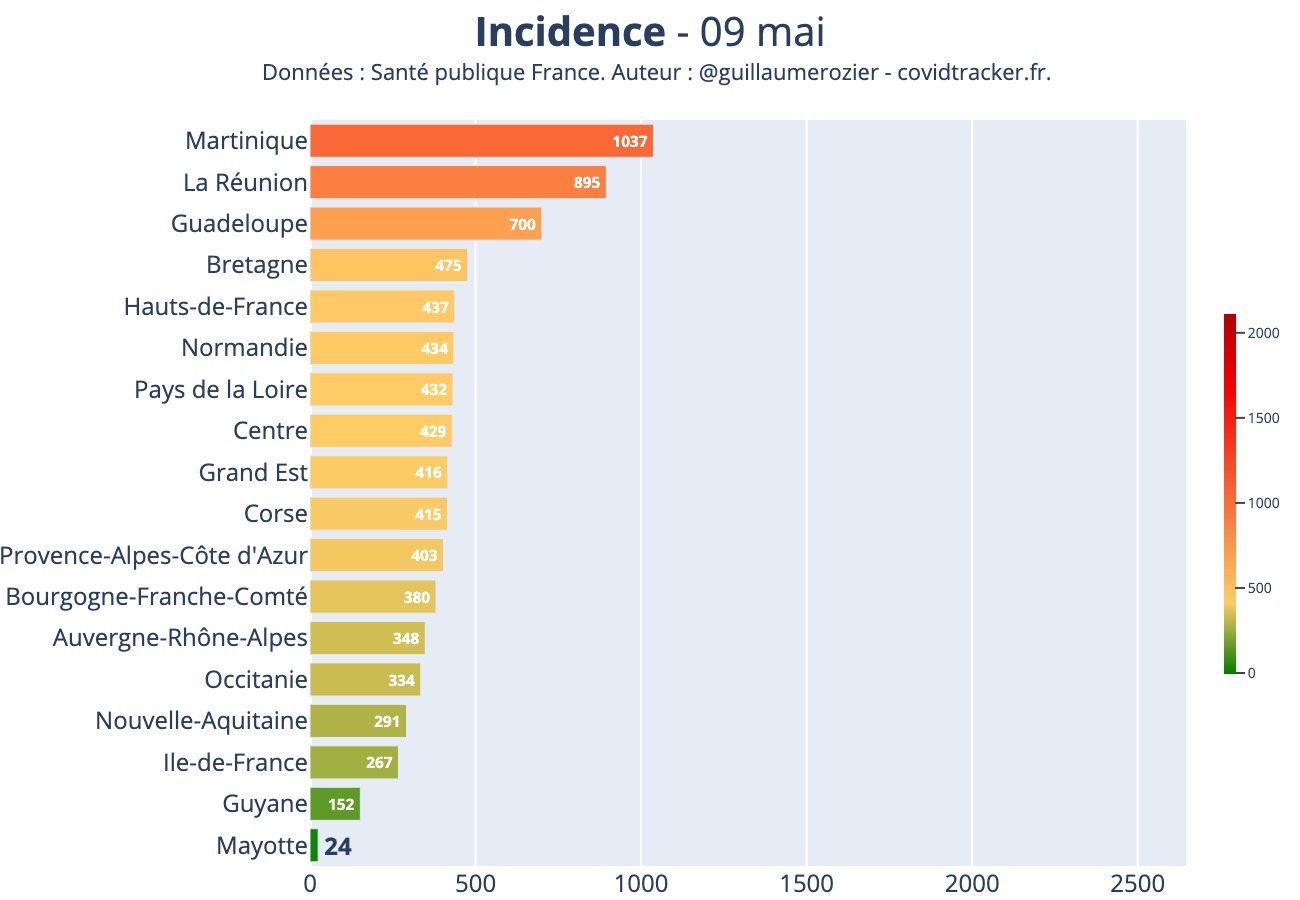 Incidence - 09 mai
Données : Santé publique France. Auteur : @guillaumerozier - covidtracker.fr.
Martinique 1037
La Réunion 895
Guadeloupe 700
Bretagne 475
Hauts-de-France 437
Normandie 434
Pays de la Loire 432
Centre 429
Grand Est 416
Corse 415
Provence-Alpes-Côte d'Azur 403
Bourgogne-Franche-Comté 380
Auvergne-Rhône-Alpes 348
Occitanie 334
Nouvelle-Aquitaine 291
Ile-de-France 267
Guyane 152
Mayotte 24
0 500 1000 1500 2000 2500
2000
1500
1000
500
0